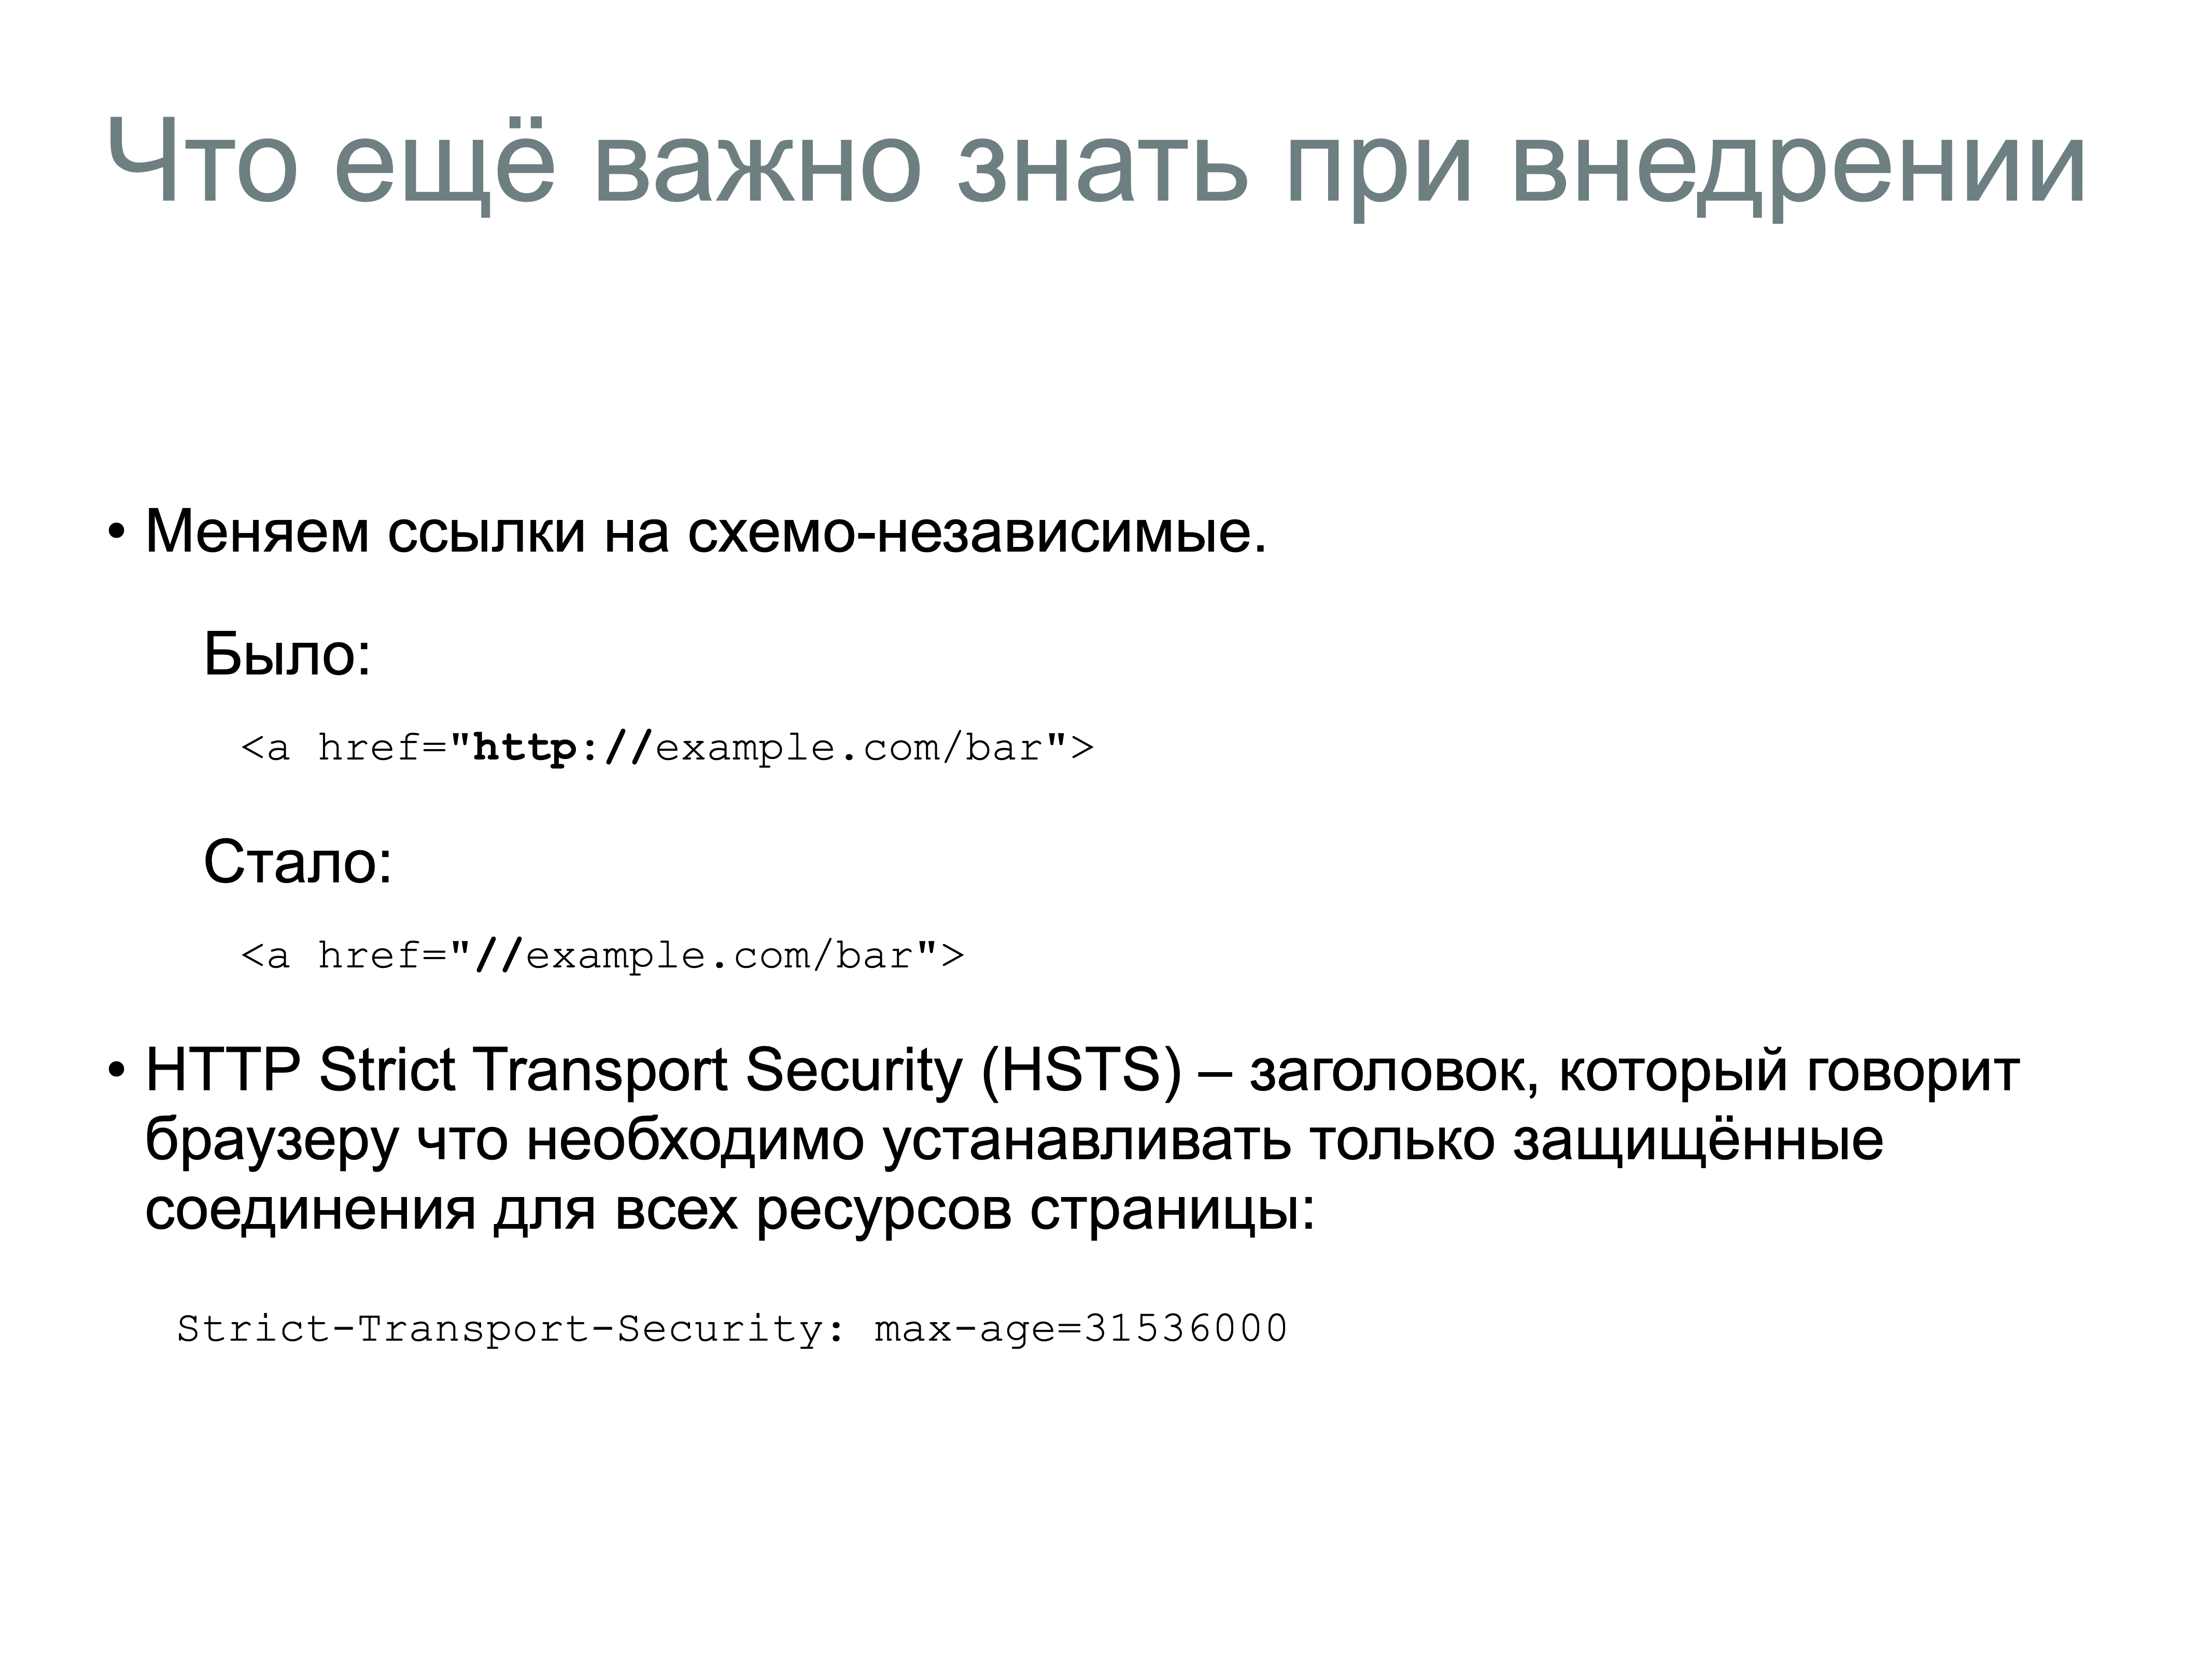 Что ещё важно знать при внедрении
• Меняем ссылки на схемо-независимые.
Было:
<a href="http://example.com/bar">
Стало:
<a href="//example.com/bar">
• HTTP Strict Transport Security (HSTS) – заголовок, который говорит
браузеру что необходимо устанавливать только защищённые
соединения для всех ресурсов страницы:
Strict-Transport-Security: max-age=31536000